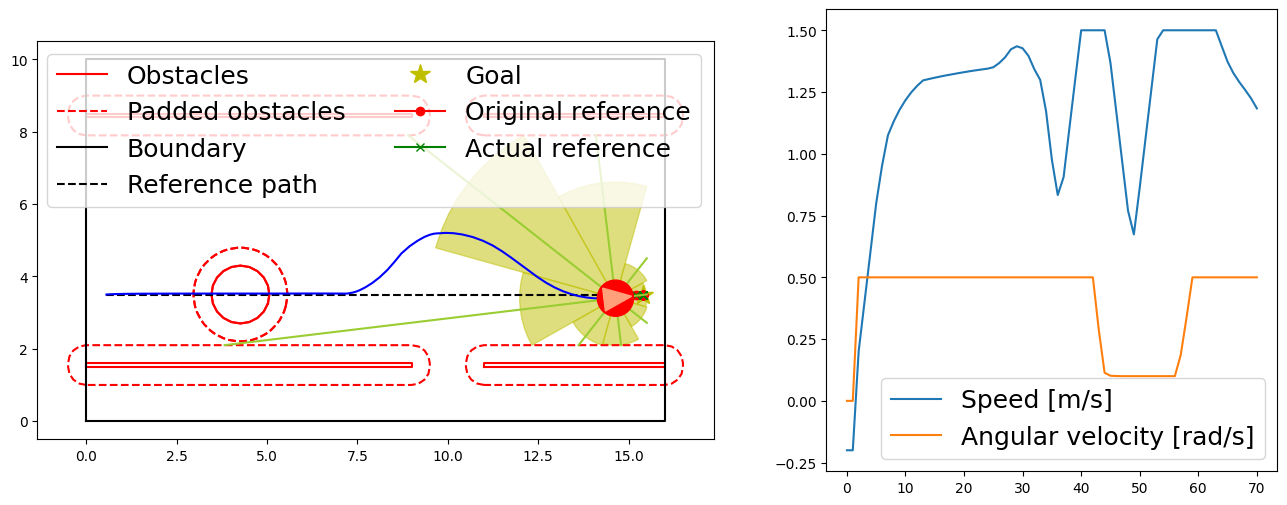 Obstacles
Padded obstacles
Boundary
Reference path
Goal
Original reference
Actual reference
10
8
6
4
2
0
0.0 2.5 5.0 7.5 10.0 12.5 15.0
1.50
1.25
1.00
0.75
0.50
0.25
0.00
−0.25
Speed [m/s]
Angular velocity [rad/s]
0 10 20 30 40 50 60 70